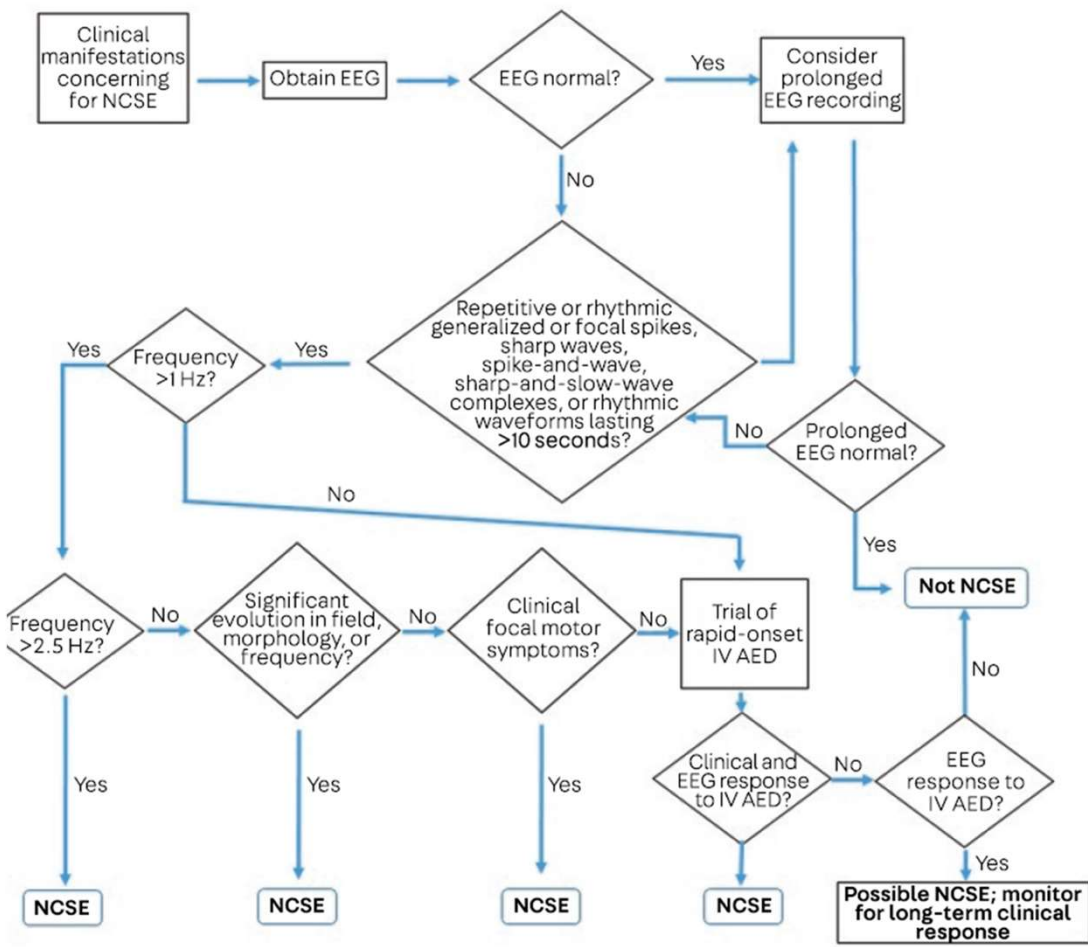 Clinical
manifestations
concerning
for NCSE
Obtain EEG
EEG normal?
Yes
Consider
prolonged
EEG recording
No
Repetitive or rhythmic
generalized or focal spikes,
sharp waves,
spike-and-wave,
sharp-and-slow-wave
complexes, or rhythmic
waveforms lasting
>10 seconds?
Yes
Frequency
>1 Hz?
Yes
No
No
Prolonged
EEG normal?
Yes
Not NCSE
Frequency
>2.5 Hz?
No
Significant
evolution in field,
morphology, or
frequency?
No
Clinical
focal motor
symptoms?
No
Trial of
rapid-onset
IV AED
No
Yes
Yes
Yes
Clinical and
EEG response
to IV AED?
No
EEG
response to
IV AED?
Yes
NCSE
NCSE
NCSE
NCSE
Possible NCSE; monitor
for long-term clinical
response